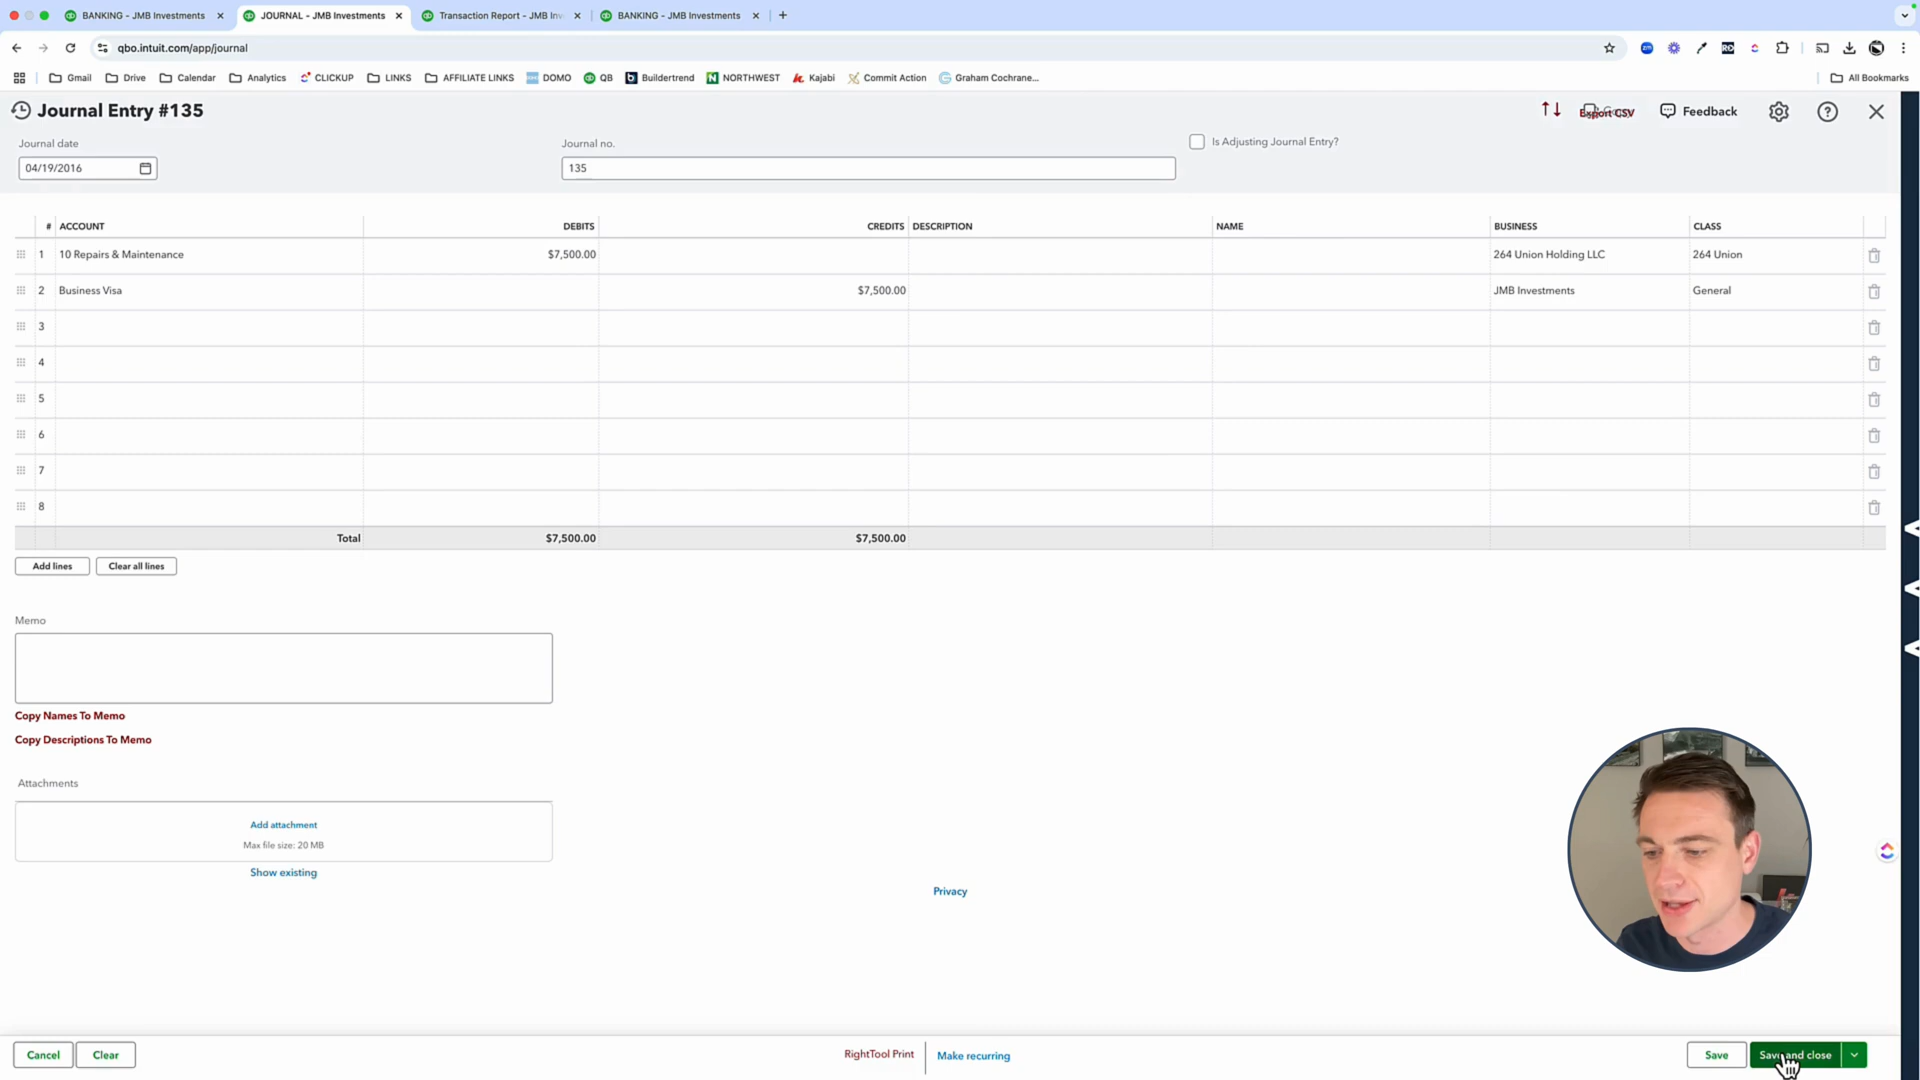 BANKING - JMB Investments
JOURNAL - JMB Investments
Transaction Report - JMB Inv
BANKING - JMB Investments
qbo.intuit.com/app/journal
Gmail
Drive
Calendar
Analytics
CLICKUP
LINKS
AFFILIATE LINKS
DOMO
QB
Buildertrend
NORTHWEST
Kajabi
Commit Action
Graham Cochrane...
All Bookmarks
Journal Entry #135
Export CSV
Feedback
Journal date
Journal no.
Is Adjusting Journal Entry?
04/19/2016
135
# ACCOUNT DEBITS CREDITS DESCRIPTION NAME BUSINESS CLASS
1 10 Repairs & Maintenance $7,500.00 264 Union Holding LLC 264 Union
2 Business Visa $7,500.00 JMB Investments General
3
4
5
6
7
8
Total $7,500.00 $7,500.00
Add lines
Clear all lines
Memo
Copy Names To Memo
Copy Descriptions To Memo
Attachments
Add attachment
Max file size: 20 MB
Show existing
Privacy
Cancel
Clear
RightTool Print
Make recurring
Save
Save and close